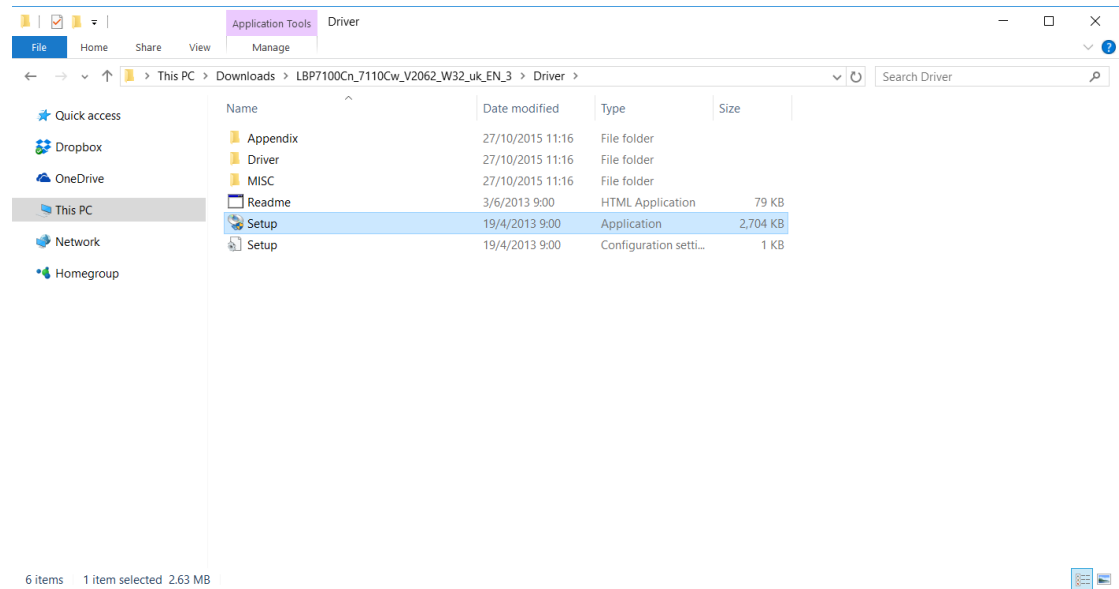 Application Tools Driver
File Home Share View Manage ?
This PC Downloads LBP7100Cn_7110Cw_V2062_W32_uk_EN_3 Driver Search Driver
Name Date modified Type Size
Quick access
Dropbox
OneDrive
This PC
Network
Homegroup
Appendix 27/10/2015 11:16 File folder
Driver 27/10/2015 11:16 File folder
MISC 27/10/2015 11:16 File folder
Readme 3/6/2013 9:00 HTML Application 79 KB
Setup 19/4/2013 9:00 Application 2,704 KB
Setup 19/4/2013 9:00 Configuration setti... 1 KB
6 items 1 item selected 2.63 MB